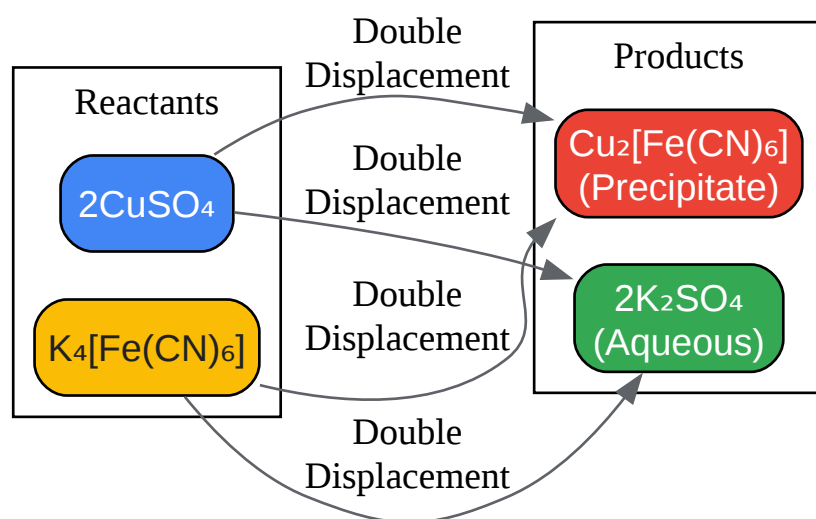 Reactants
2CuSO₄
K₄[Fe(CN)₆]
Double
Displacement
Double
Displacement
Double
Displacement
Double
Displacement
Products
Cu₂[Fe(CN)₆]
(Precipitate)
2K₂SO₄
(Aqueous)